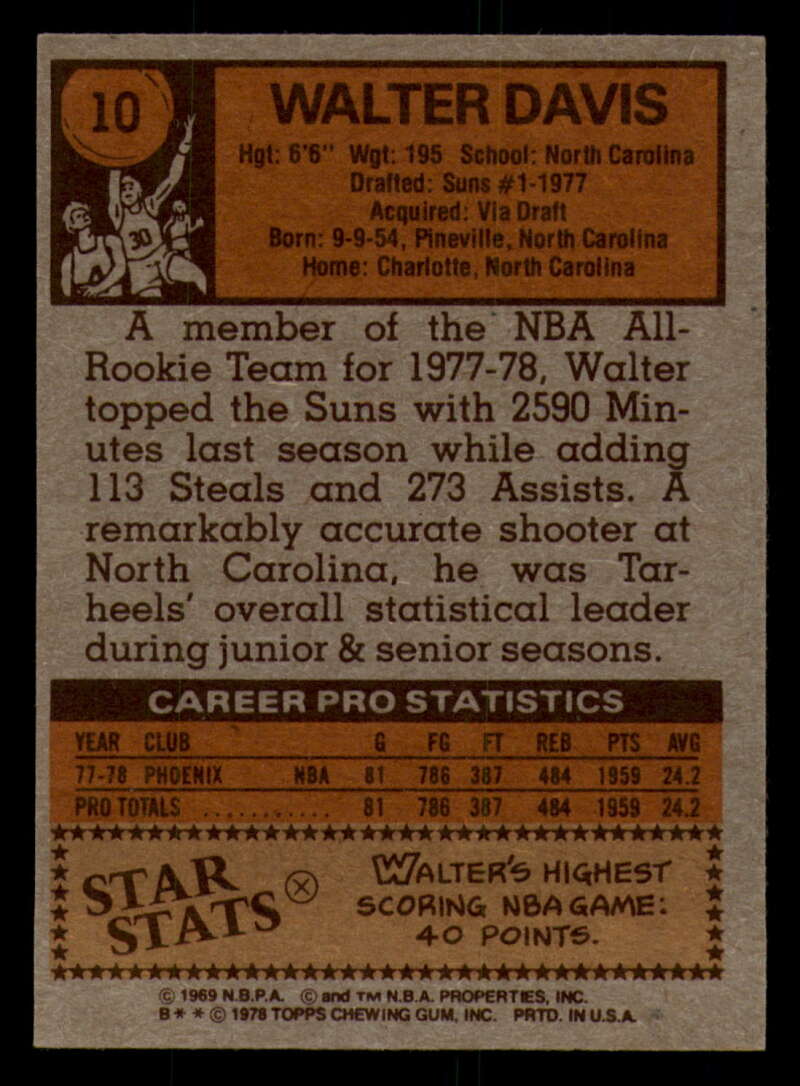 10
WALTER DAVIS
Hgt: 6'6" Wgt: 195 School: North Carolina
Drafted: Suns #1-1977
Acquired: Via Draft
Born: 9-9-54, Pineville, North Carolina
Home: Charlotte, North Carolina
30
A member of the NBA All-
Rookie Team for 1977-78, Walter
topped the Suns with 2590 Min-
utes last season while adding
113 Steals and 273 Assists. A
remarkably accurate shooter at
North Carolina, he was Tar-
heels' overall statistical leader
during junior & senior seasons.
CAREER PRO STATISTICS
YEAR CLUB G FG FT REB PTS AVG
77-78 PHOENIX NBA 81 786 387 484 1959 24.2
PRO TOTALS ........... 81 786 387 484 1959 24.2
STAR
STATS
WALTER'S HIGHEST
SCORING NBA GAME:
40 POINTS.
© 1969 N.B.P.A. © and TM N.B.A. PROPERTIES, INC.
B * * © 1978 TOPPS CHEWING GUM, INC. PRTD. IN U.S.A.